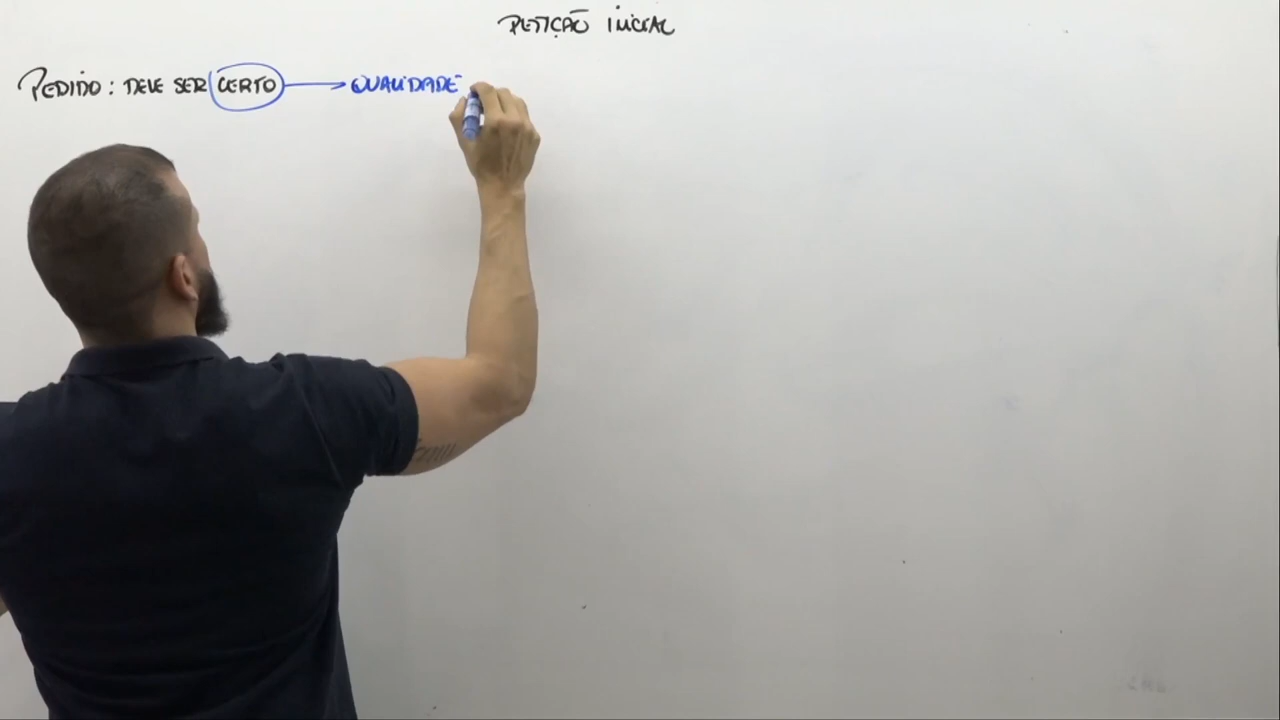 PETIÇÃO INICIAL
PEDIDO: DEVE SER CERTO → QUALIDADE